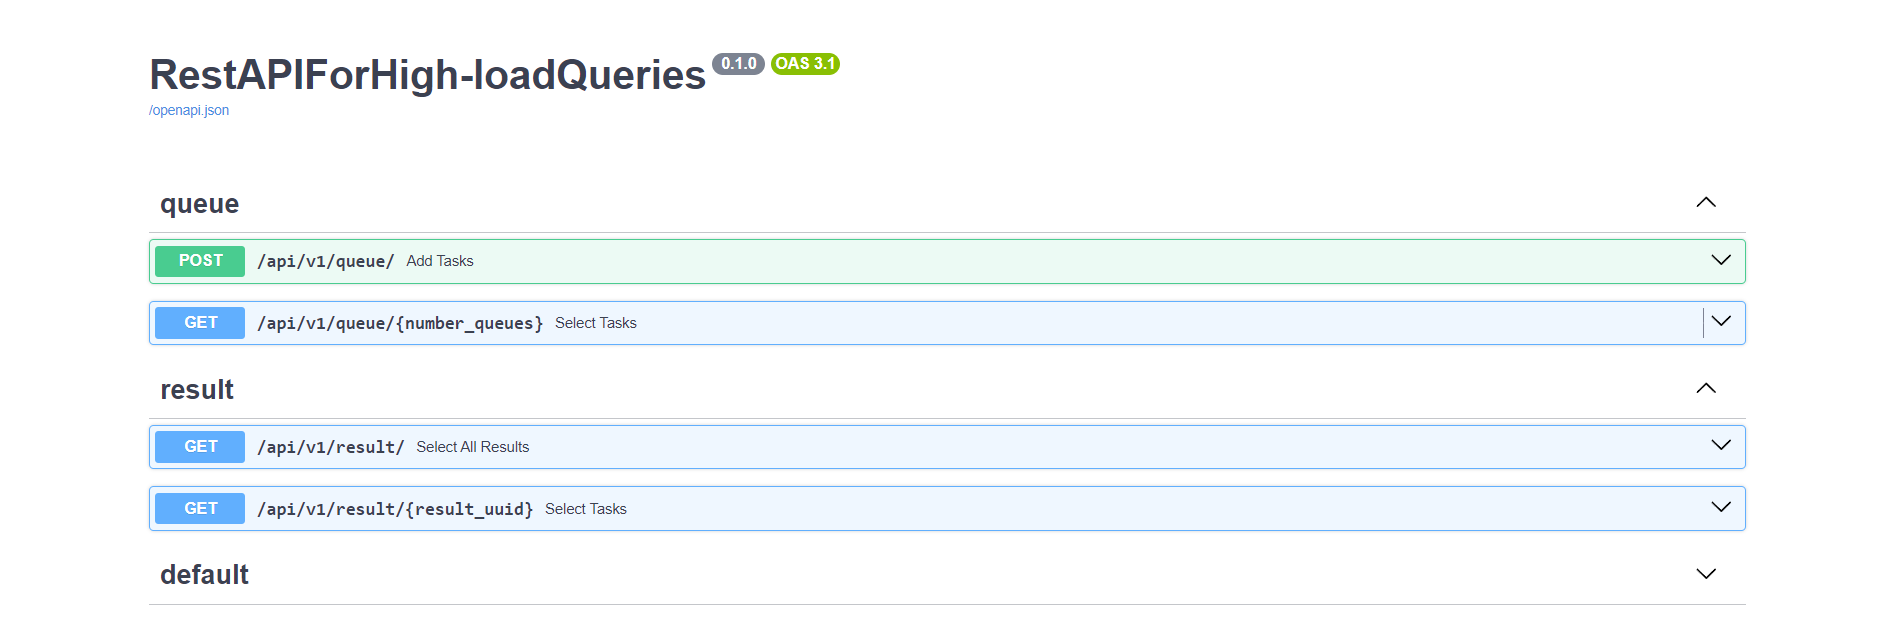 RestAPIForHigh-loadQueries 0.1.0 OAS 3.1
/openapi.json
queue
POST /api/v1/queue/ Add Tasks
GET /api/v1/queue/{number_queues} Select Tasks
result
GET /api/v1/result/ Select All Results
GET /api/v1/result/{result_uuid} Select Tasks
default